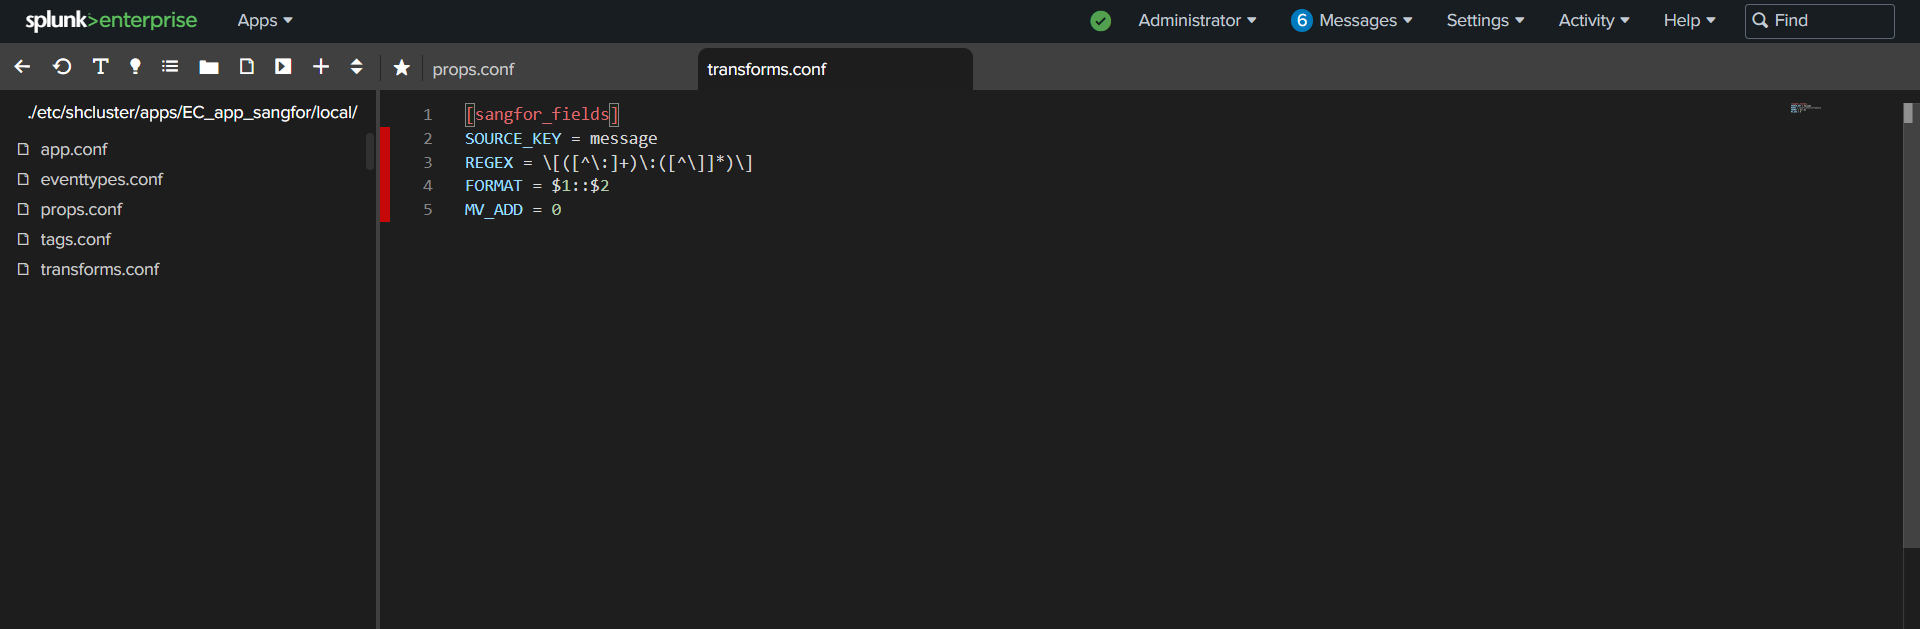 splunk>enterprise Apps Administrator 6 Messages Settings Activity Help Find
props.conf transforms.conf
./etc/shcluster/apps/EC_app_sangfor/local/
app.conf
eventtypes.conf
props.conf
tags.conf
transforms.conf
1 [sangfor_fields]
2 SOURCE_KEY = message
3 REGEX = \[([^\:]+)\:([^\]]*)\]
4 FORMAT = $1::$2
5 MV_ADD = 0